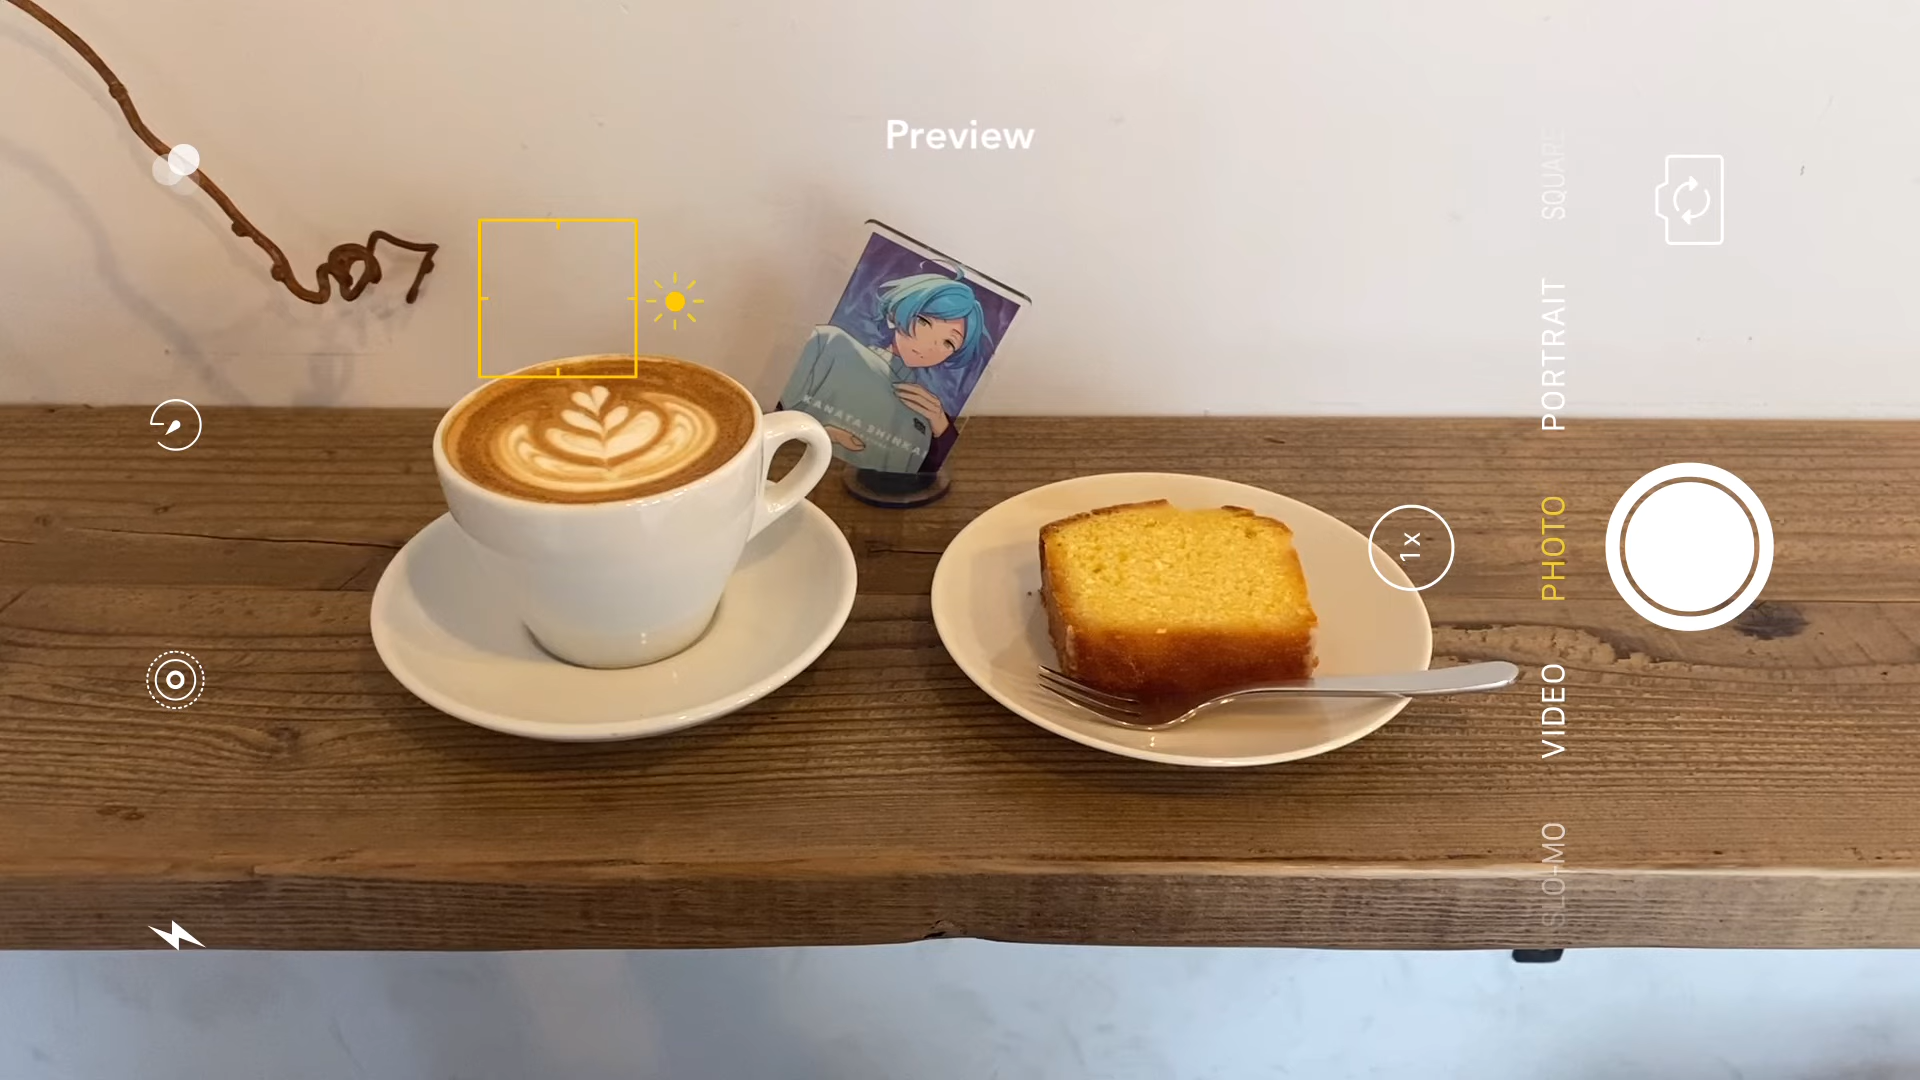 Preview
SQUARE
PORTRAIT
PHOTO
VIDEO
SLO-MO
1x
KANATA SHINKAI